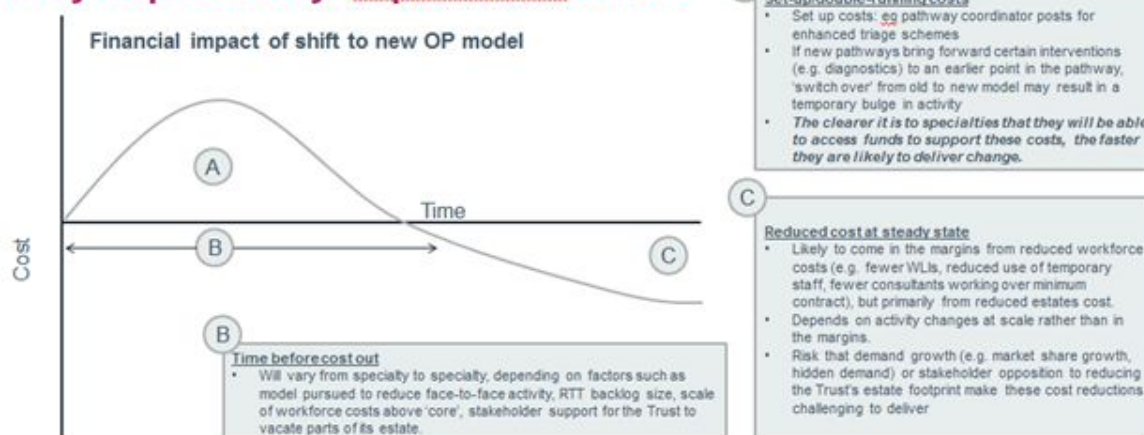 Financial impact of shift to new OP model
A
Time
B
C
Cost
Set-up/double-running costs
• Set up costs: eg pathway coordinator posts for
enhanced triage schemes
• If new pathways bring forward certain interventions
(e.g. diagnostics) to an earlier point in the pathway,
'switch over' from old to new model may result in a
temporary bulge in activity
• The clearer it is to specialties that they will be able
to access funds to support these costs, the faster
they are likely to deliver change.
B
Time before cost out
• Will vary from specialty to specialty, depending on factors such as
model pursued to reduce face-to-face activity, RTT backlog size, scale
of workforce costs above 'core', stakeholder support for the Trust to
vacate parts of its estate.
C
Reduced cost at steady state
• Likely to come in the margins from reduced workforce
costs (e.g. fewer WLIs, reduced use of temporary
staff, fewer consultants working over minimum
contract), but primarily from reduced estates cost.
• Depends on activity changes at scale rather than in
the margins.
• Risk that demand growth (e.g. market share growth,
hidden demand) or stakeholder opposition to reducing
the Trust's estate footprint make these cost reductions
challenging to deliver